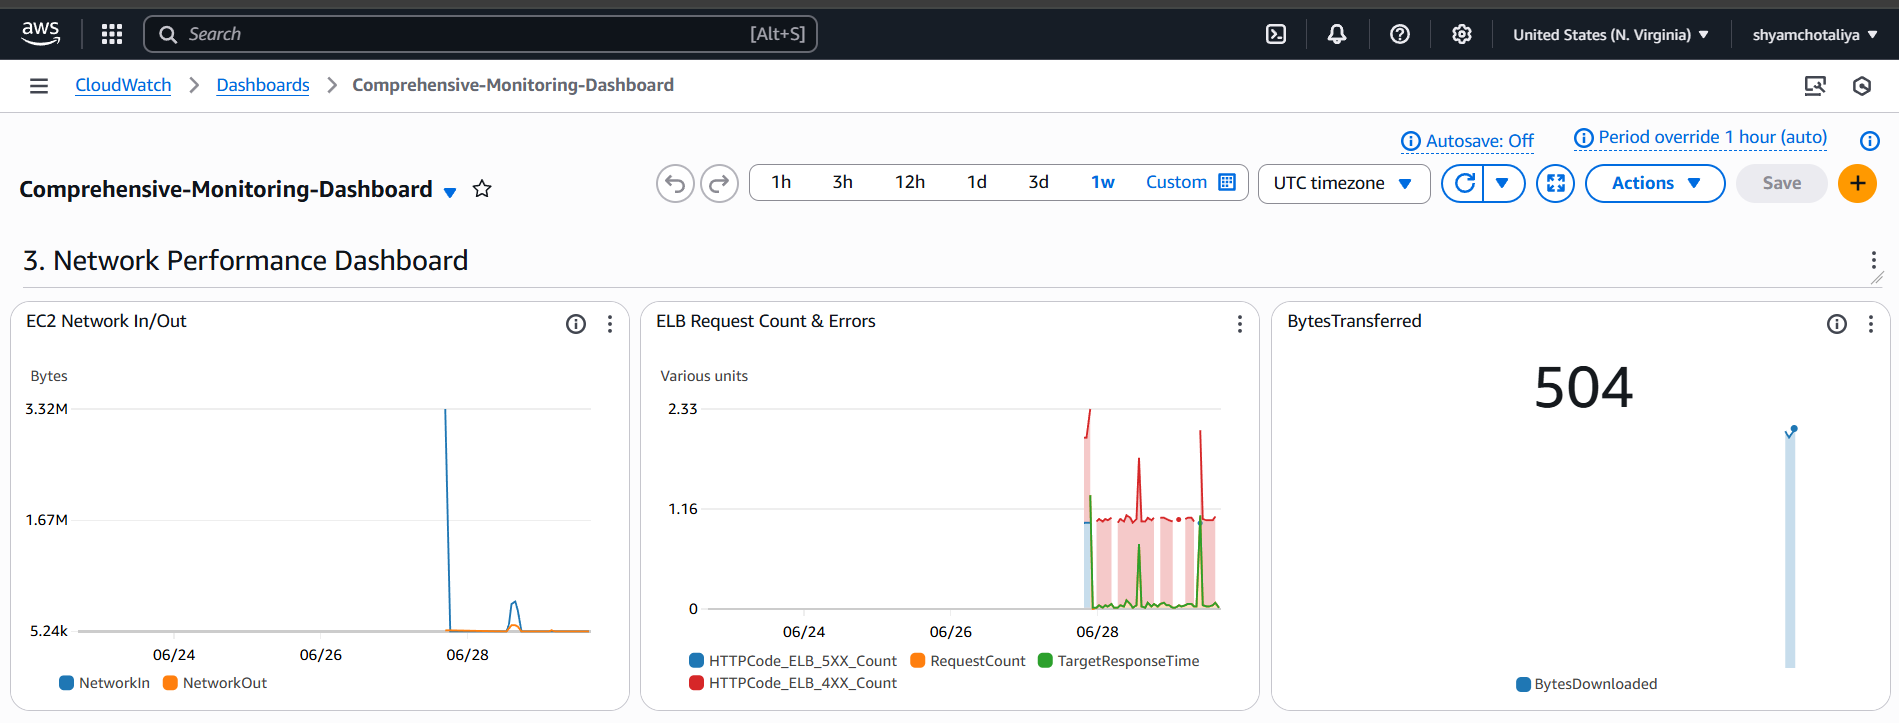 aws
Search [Alt+S]
United States (N. Virginia)
shyamchotaliya
CloudWatch
Dashboards
Comprehensive-Monitoring-Dashboard
Autosave: Off
Period override 1 hour (auto)
Comprehensive-Monitoring-Dashboard
1h 3h 12h 1d 3d 1w Custom
UTC timezone
Actions
Save
3. Network Performance Dashboard
EC2 Network In/Out
Bytes
3.32M
1.67M
5.24k
06/24 06/26 06/28
NetworkIn NetworkOut
ELB Request Count & Errors
Various units
2.33
1.16
0
06/24 06/26 06/28
HTTPCode_ELB_5XX_Count RequestCount TargetResponseTime
HTTPCode_ELB_4XX_Count
BytesTransferred
504
BytesDownloaded